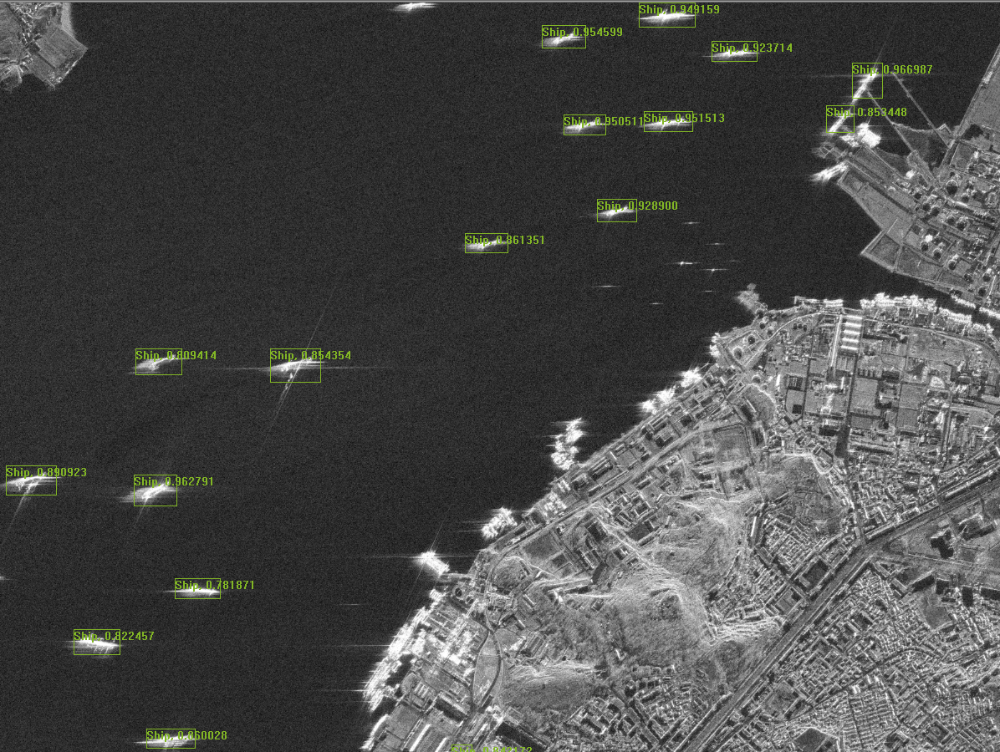 Ship, 0.949159
Ship, 0.954599
Ship, 0.923714
Ship, 0.966987
Ship, 0.853448
Ship, 0.950511
Ship, 0.951513
Ship, 0.928900
Ship, 0.861351
Ship, 0.809414
Ship, 0.854354
Ship, 0.890923
Ship, 0.962791
Ship, 0.781871
Ship, 0.822457
Ship, 0.860028